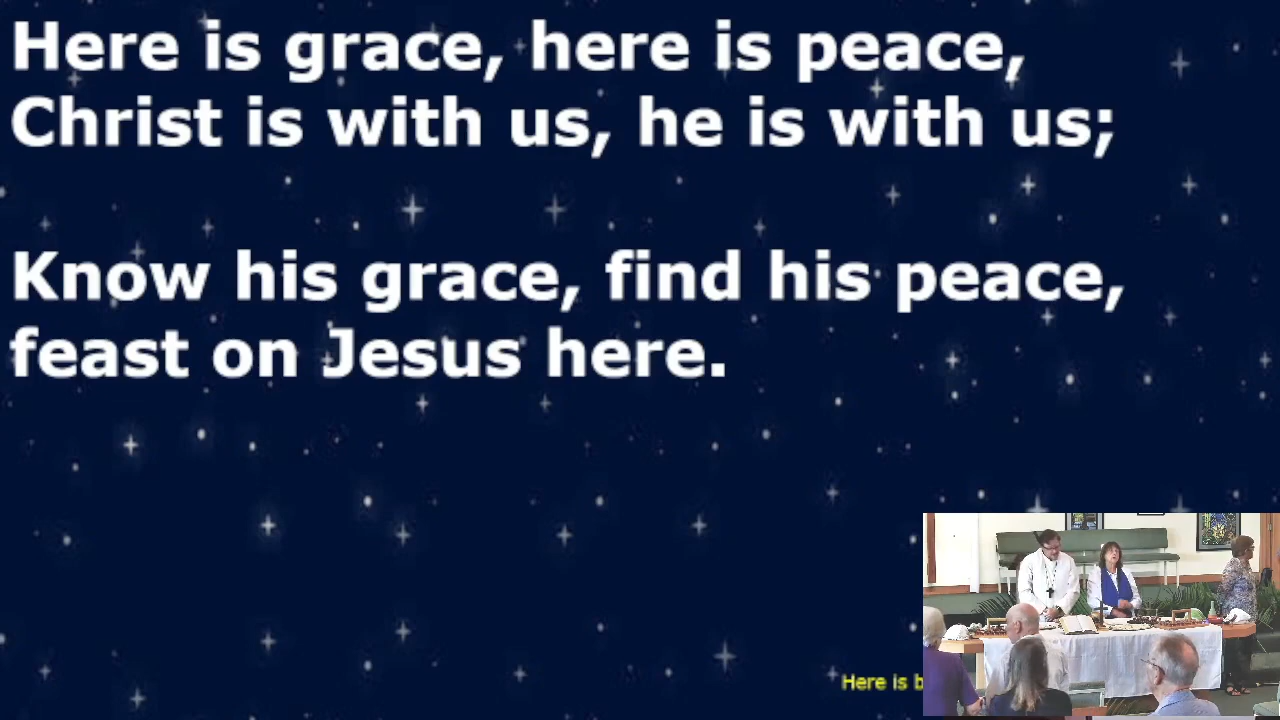 Here is grace, here is peace,
Christ is with us, he is with us;
Know his grace, find his peace,
feast on Jesus here.
Here is